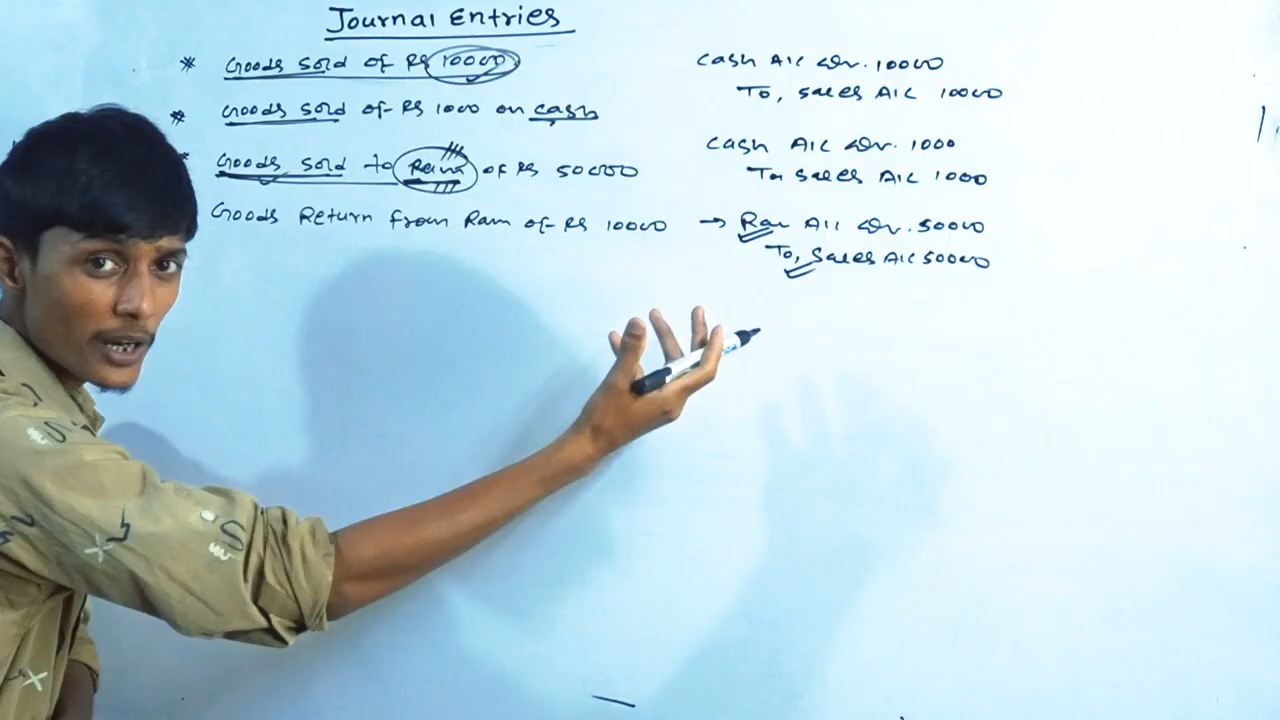 Journal Entries
* Goods sold of Rs 10000
Cash A/c Dr. 10000
To, Sales A/c 10000
* Goods sold of Rs 1000 on cash
Cash A/c Dr. 1000
To Sales A/c 1000
* Goods sold to Ram of Rs 50000
Goods Return from Ram of Rs 10000
→ Ram A/c Dr. 50000
To, Sales A/c 50000